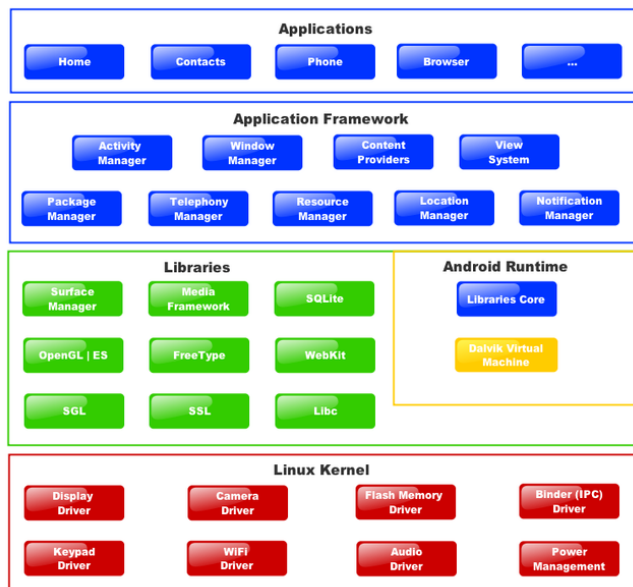 Applications
Home
Contacts
Phone
Browser
...
Application Framework
Activity
Manager
Window
Manager
Content
Providers
View
System
Package
Manager
Telephony
Manager
Resource
Manager
Location
Manager
Notification
Manager
Libraries
Surface
Manager
Media
Framework
SQLite
OpenGL | ES
FreeType
WebKit
SGL
SSL
Libc
Android Runtime
Libraries Core
Dalvik Virtual
Machine
Linux Kernel
Display
Driver
Camera
Driver
Flash Memory
Driver
Binder (IPC)
Driver
Keypad
Driver
WiFi
Driver
Audio
Driver
Power
Management